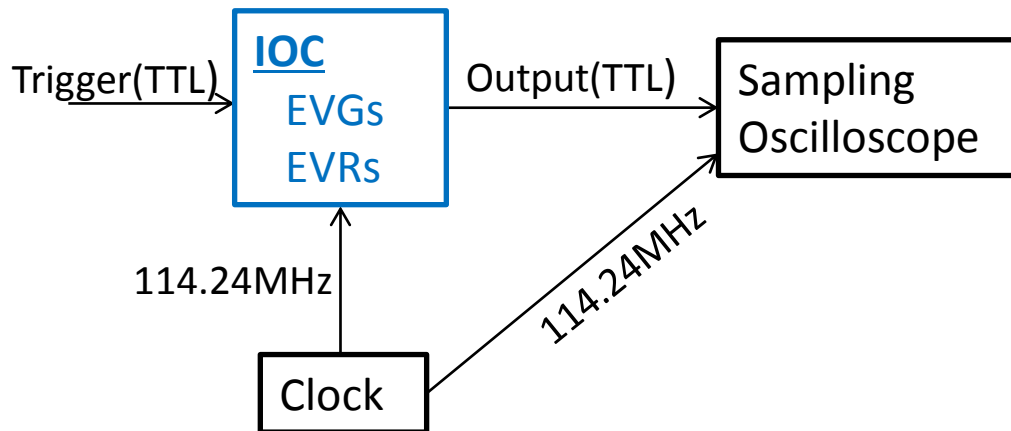 IOC
Trigger(TTL)
EVGs
EVRs
Output(TTL)
Sampling
Oscilloscope
114.24MHz
114.24MHz
Clock